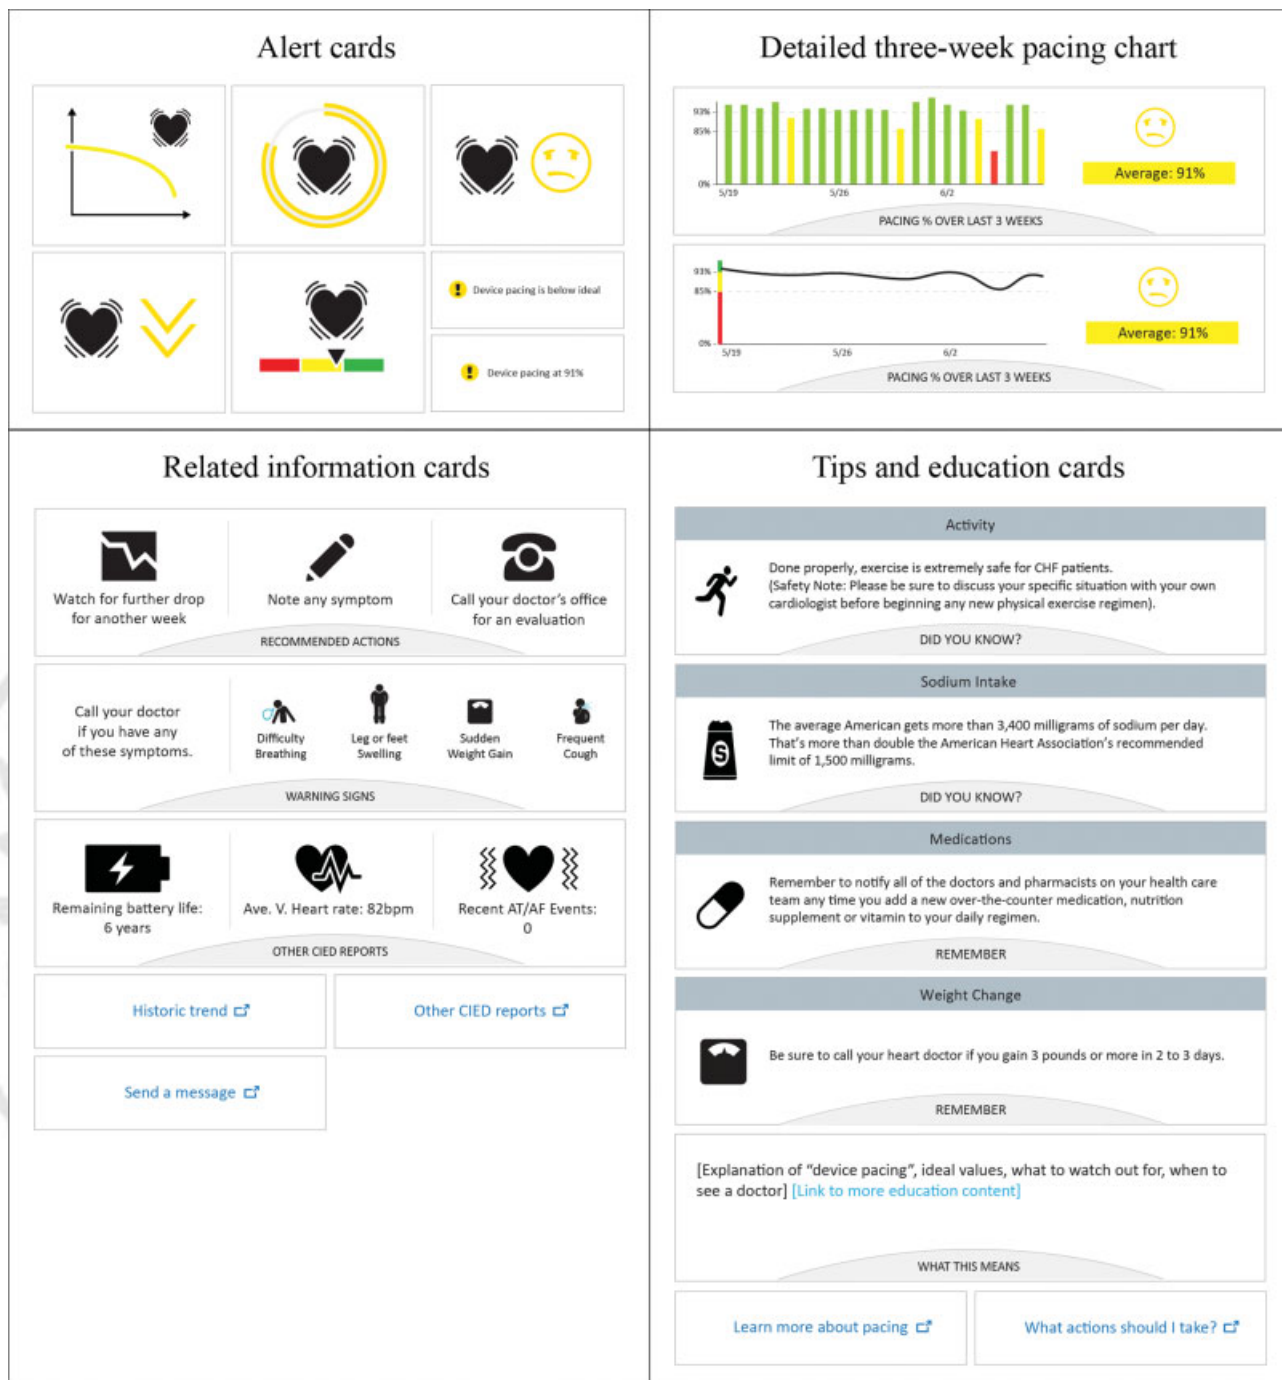 Alert cards
Device pacing is below ideal
Device pacing at 91%
Detailed three-week pacing chart
93%
85%
0%
5/19
5/26
6/2
Average: 91%
PACING % OVER LAST 3 WEEKS
93%
85%
0%
5/19
5/26
6/2
Average: 91%
PACING % OVER LAST 3 WEEKS
Related information cards
Watch for further drop
for another week
Note any symptom
Call your doctor's office
for an evaluation
RECOMMENDED ACTIONS
Call your doctor
if you have any
of these symptoms.
Difficulty
Breathing
Leg or feet
Swelling
Sudden
Weight Gain
Frequent
Cough
WARNING SIGNS
Remaining battery life:
6 years
Ave. V. Heart rate: 82bpm
Recent AT/AF Events:
0
OTHER CIED REPORTS
Historic trend
Other CIED reports
Send a message
Tips and education cards
Activity
Done properly, exercise is extremely safe for CHF patients.
(Safety Note: Please be sure to discuss your specific situation with your own
cardiologist before beginning any new physical exercise regimen).
DID YOU KNOW?
Sodium Intake
S
The average American gets more than 3,400 milligrams of sodium per day.
That's more than double the American Heart Association's recommended
limit of 1,500 milligrams.
DID YOU KNOW?
Medications
Remember to notify all of the doctors and pharmacists on your health care
team any time you add a new over-the-counter medication, nutrition
supplement or vitamin to your daily regimen.
REMEMBER
Weight Change
Be sure to call your heart doctor if you gain 3 pounds or more in 2 to 3 days.
REMEMBER
[Explanation of "device pacing", ideal values, what to watch out for, when to
see a doctor] [Link to more education content]
WHAT THIS MEANS
Learn more about pacing
What actions should I take?